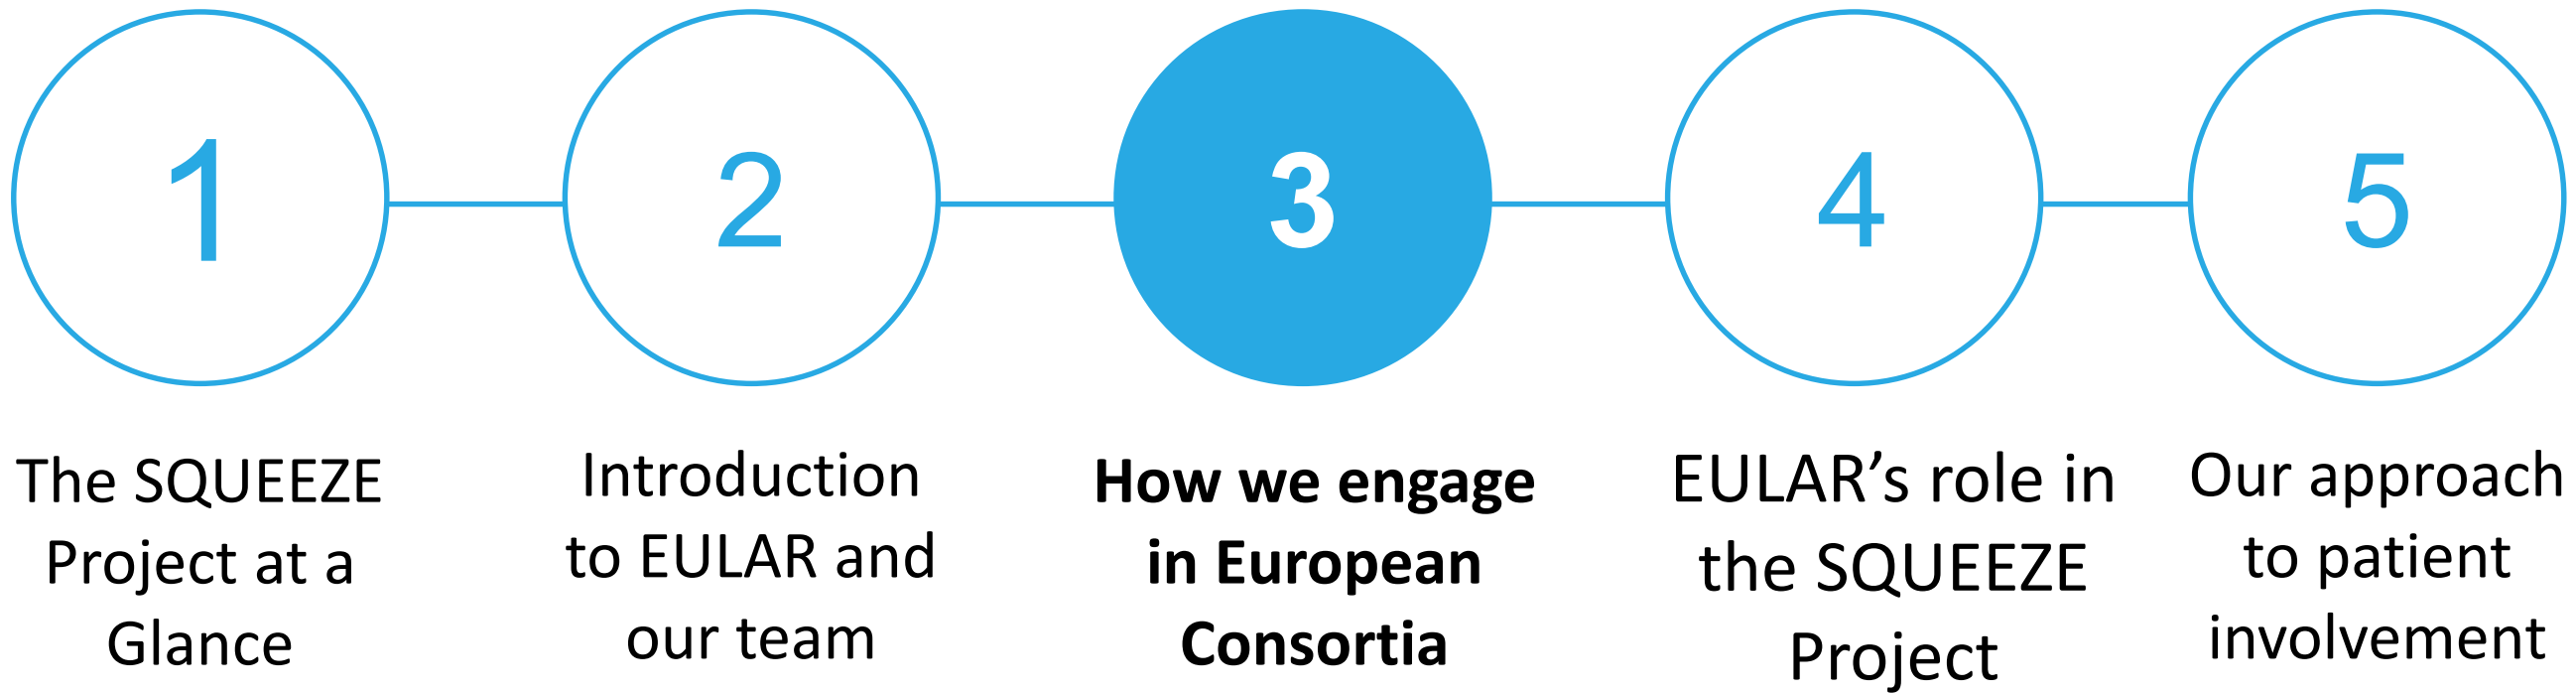 1
2
3
4
5
The SQUEEZE
Project at a
Glance
Introduction
to EULAR and
our team
How we engage
in European
Consortia
EULAR’s role in
the SQUEEZE
Project
Our approach
to patient
involvement